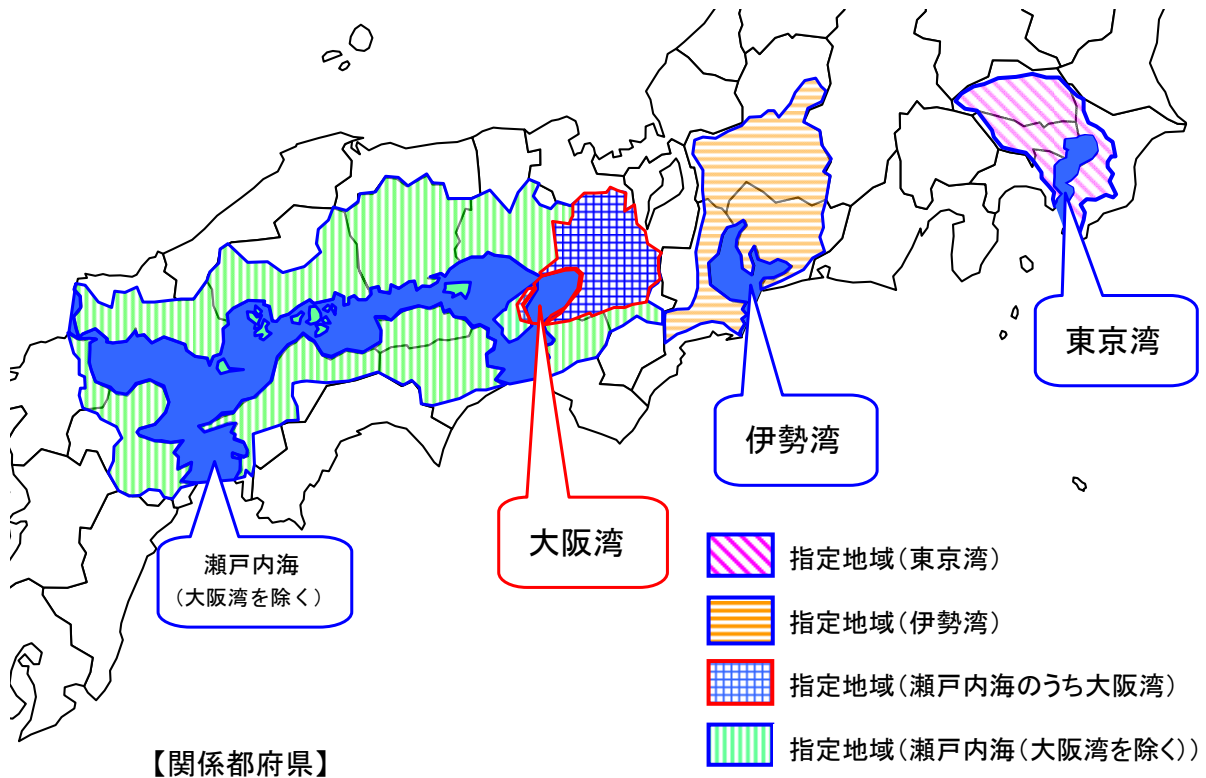 東京湾
伊勢湾
大阪湾
瀬戸内海
(大阪湾を除く)
指定地域(東京湾)
指定地域(伊勢湾)
指定地域(瀬戸内海のうち大阪湾)
指定地域(瀬戸内海(大阪湾を除く))
【関係都府県】